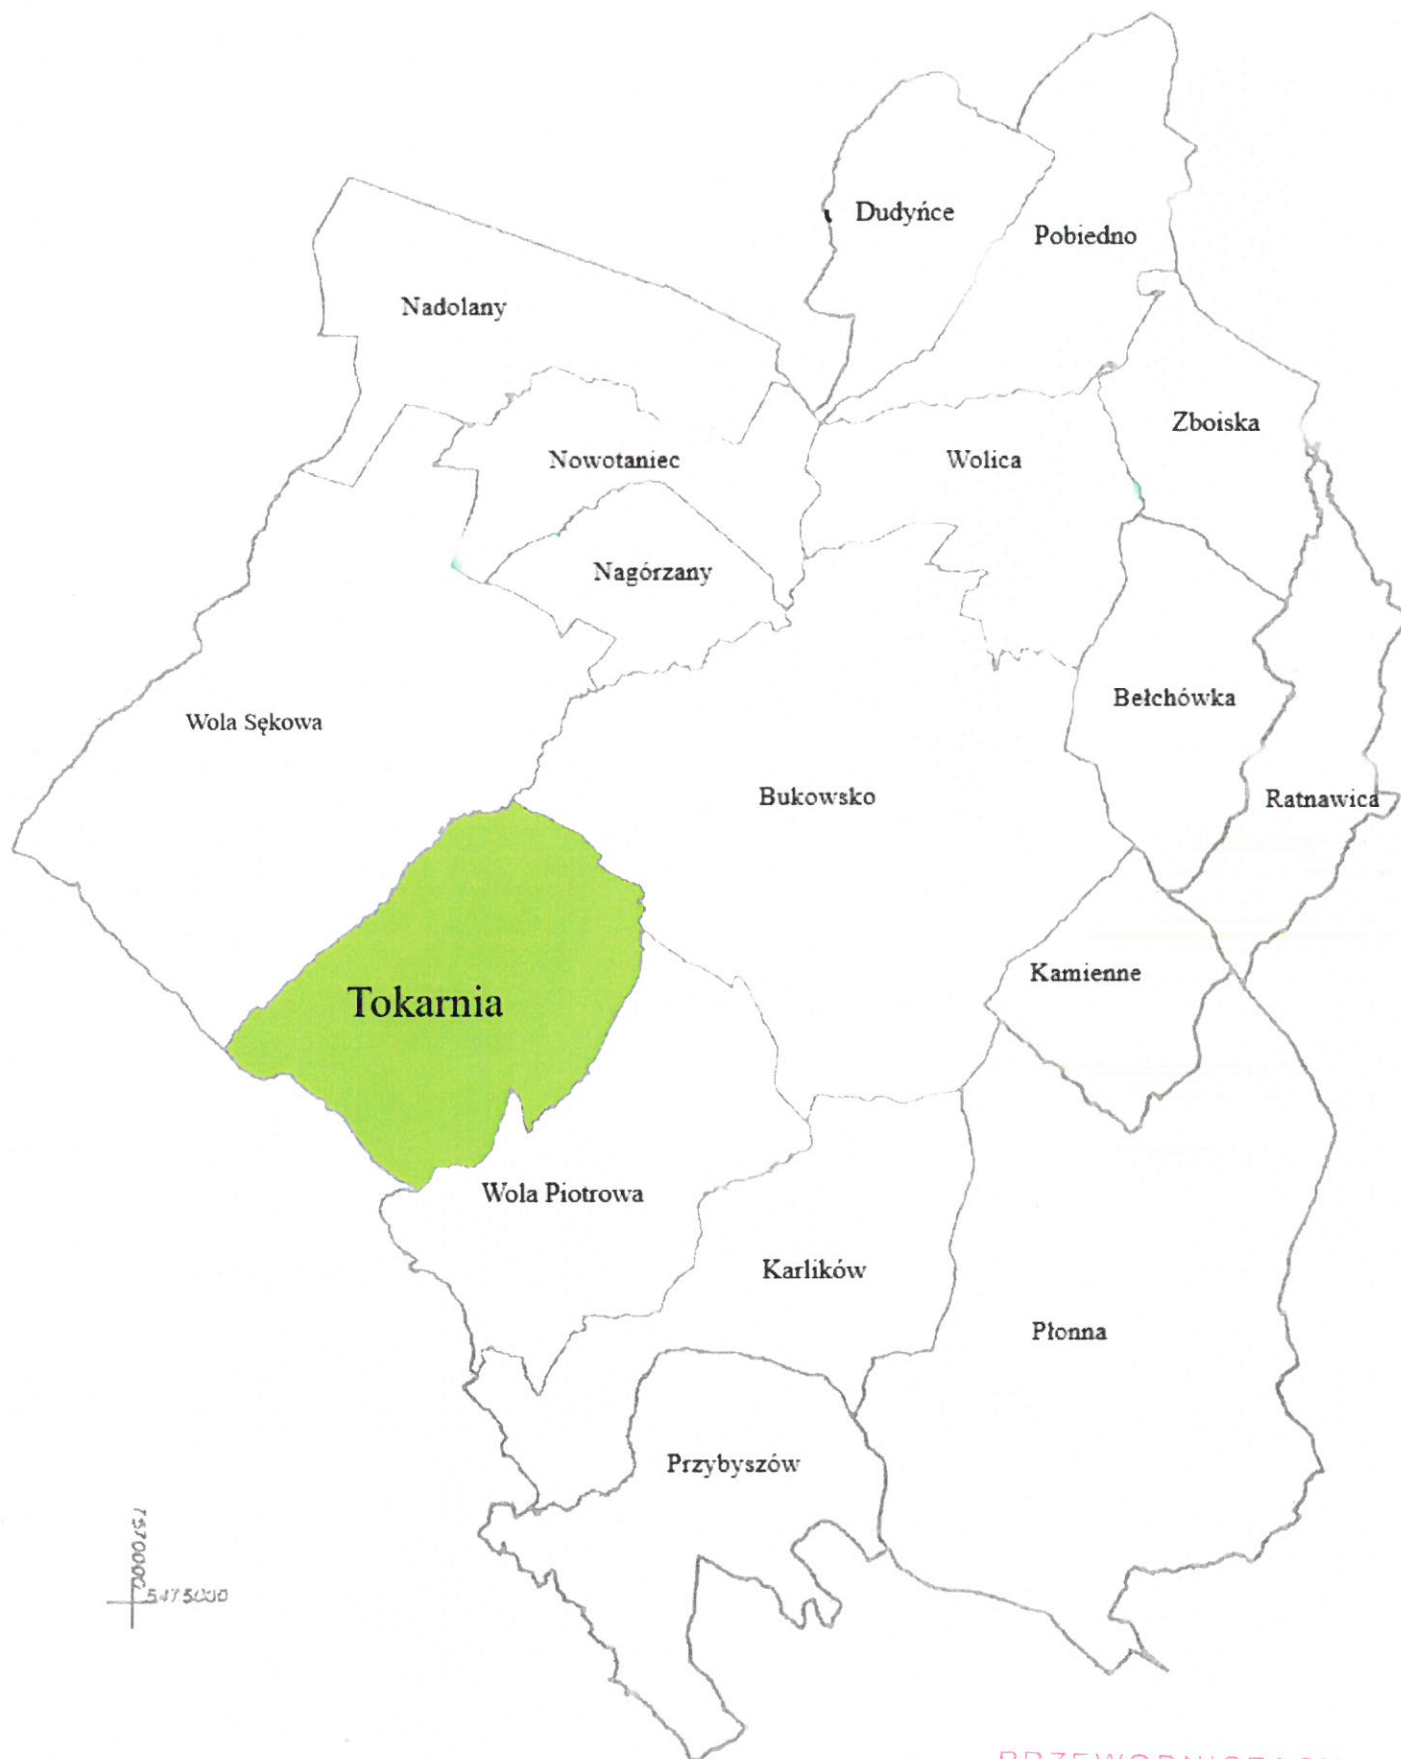 Dudyńce
Pobiedno
Nadolany
Zboiska
Nowotaniec
Wolica
Nagórzany
Bełchówka
Wola Sękowa
Bukowsko
Ratnawica
Kamienne
Tokarnia
Wola Piotrowa
Karlików
Płonna
Przybyszów
7570000
5475000